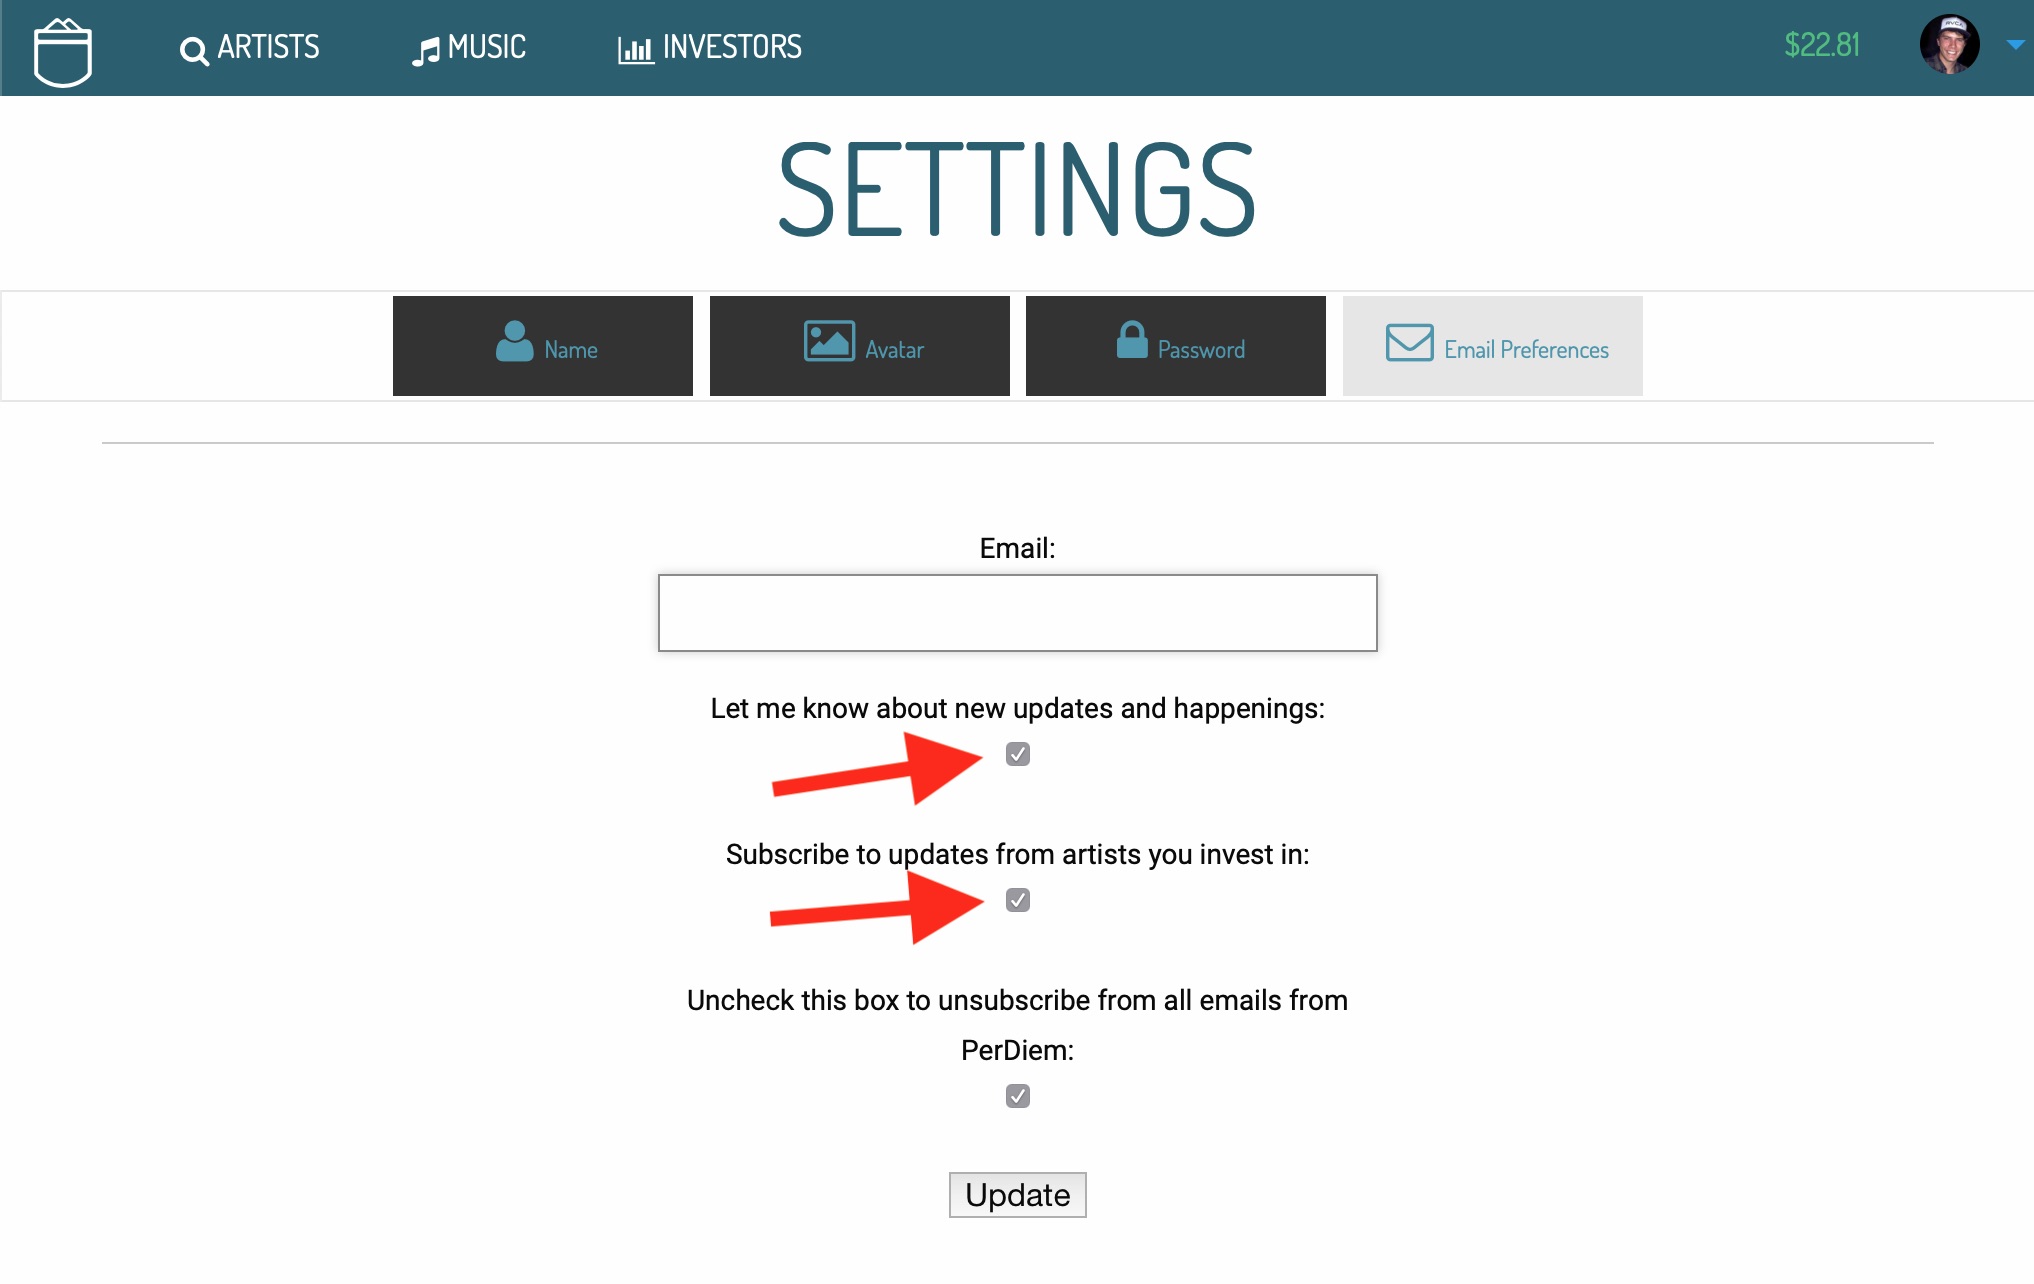 ARTISTS MUSIC INVESTORS $22.81
SETTINGS
Name Avatar Password Email Preferences
Email:
Let me know about new updates and happenings:
Subscribe to updates from artists you invest in:
Uncheck this box to unsubscribe from all emails from
PerDiem:
Update